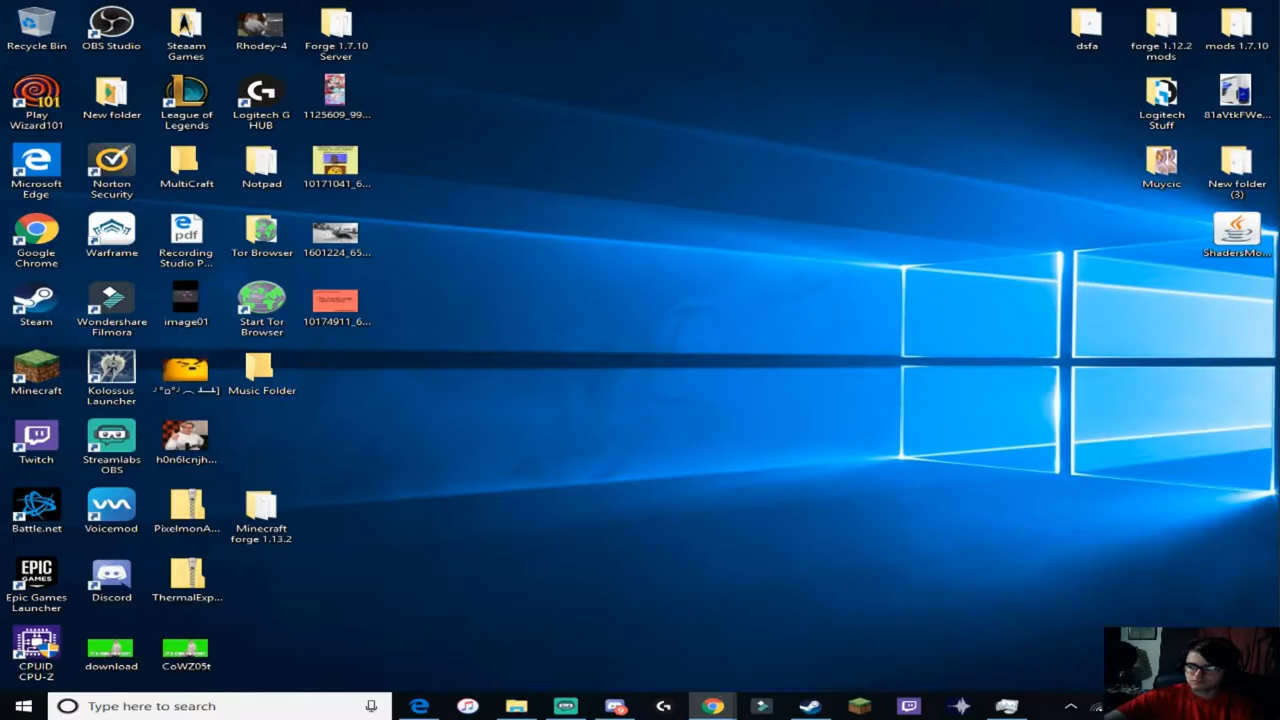 Recycle Bin
OBS Studio
Steaam
Games
Rhodey-4
Forge 1.7.10
Server
dsfa
forge 1.12.2
mods
mods 1.7.10
Play
Wizard101
New folder
League of
Legends
Logitech G
HUB
1125609_99...
Logitech
Stuff
81aVtkFWe...
Microsoft
Edge
Norton
Security
MultiCraft
Notpad
10171041_6...
Muycic
New folder
(3)
Google
Chrome
Warframe
pdf
Recording
Studio P...
Tor Browser
1601224_65...
ShadersMo...
Steam
Wondershare
Filmora
image01
Start Tor
Browser
10174911_6...
Minecraft
Kolossus
Launcher
Music Folder
Twitch
Streamlabs
OBS
h0n6lcnjh...
Battle.net
Voicemod
PixelmonA...
Minecraft
forge 1.13.2
EPIC
GAMES
Epic Games
Launcher
Discord
ThermalExp...
CPUID
CPU-Z
download
CoWZ05t
Type here to search